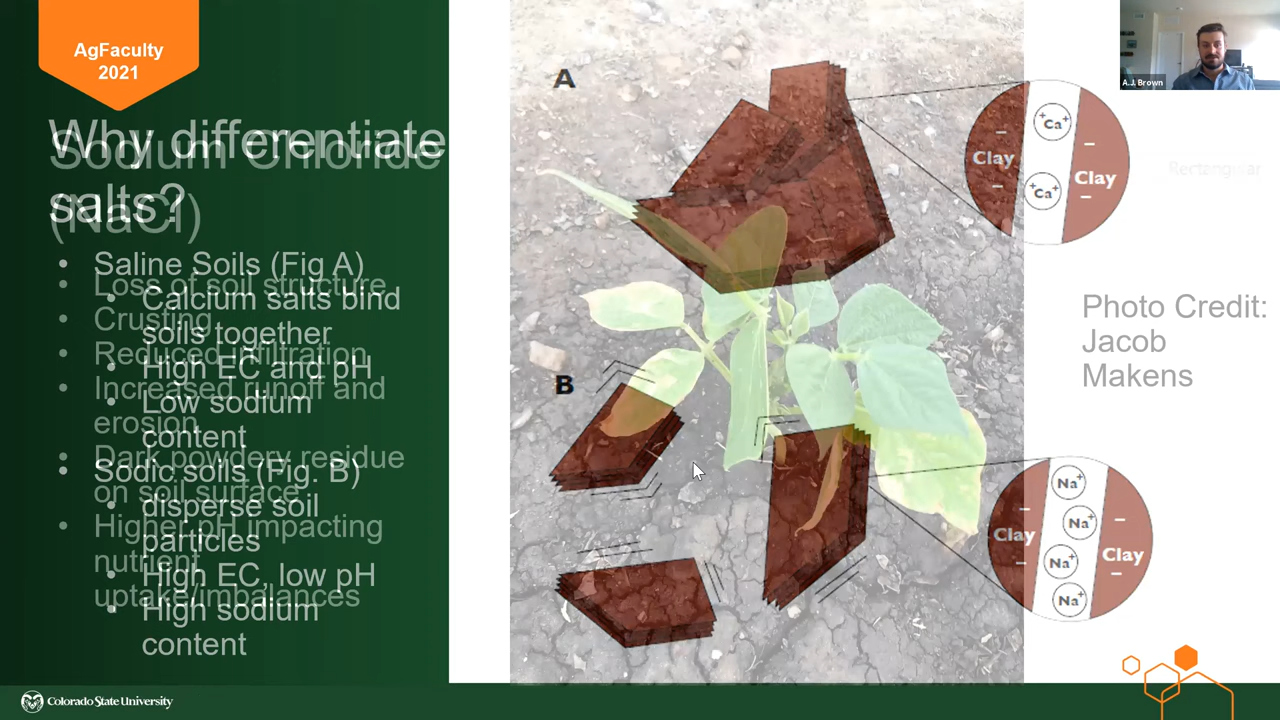 AgFaculty
2021
A.J. Brown
Why differentiate
salts?
Sodium Chloride
(NaCl)
• Saline Soils (Fig A)
• Calcium salts bind
soils together
• High EC and pH
• Low sodium
content
• Sodic soils (Fig. B)
• disperse soil
particles
• High EC, low pH
• High sodium
content
• Loss of soil structure
• Crusting
• Reduced infiltration
• Increased runoff and
erosion
• Dark powdery residue
on soil surface
• Higher pH impacting
nutrient
uptake/imbalances
A
Clay
Ca+
Ca+
Clay
Rectangular
Photo Credit:
Jacob
Makens
B
Clay
Na+
Na+
Na+
Na+
Clay
Colorado State University